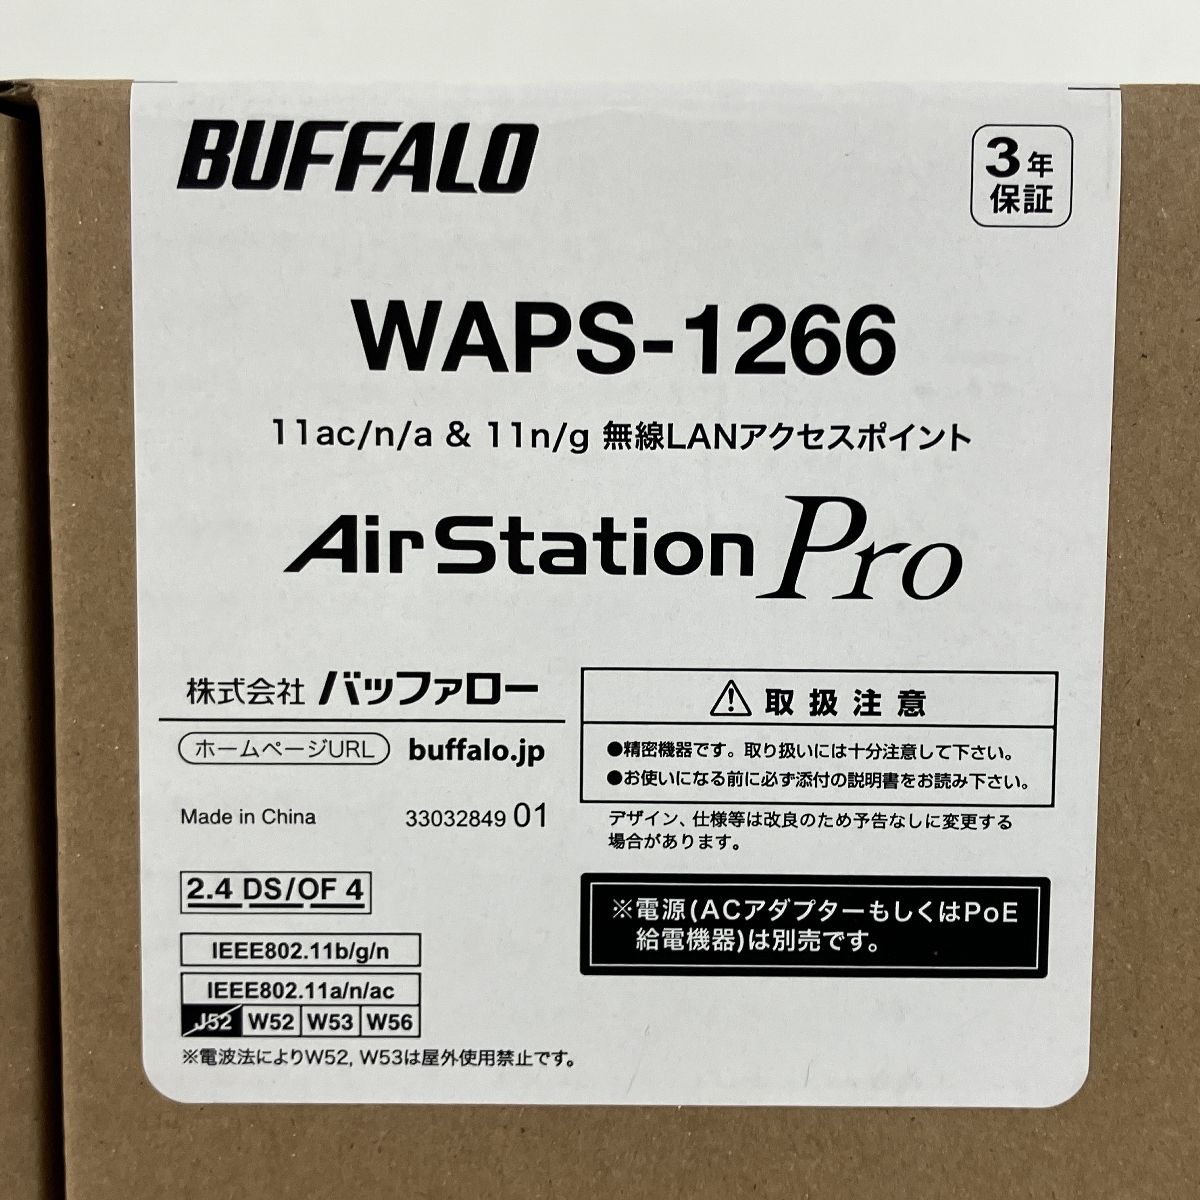 BUFFALO
3年
保証
WAPS-1266
11ac/n/a & 11n/g 無線LANアクセスポイント
AirStation Pro
株式会社 バッファロー
ホームページURL buffalo.jp
Made in China 33032849 01
⚠ 取扱注意
●精密機器です。取り扱いには十分注意して下さい。
●お使いになる前に必ず添付の説明書をお読み下さい。
デザイン、仕様等は改良のため予告なしに変更する
場合があります。
2.4 DS/OF 4
IEEE802.11b/g/n
IEEE802.11a/n/ac
J52 W52 W53 W56
※電波法によりW52, W53は屋外使用禁止です。
※電源(ACアダプターもしくはPoE
給電機器)は別売です。